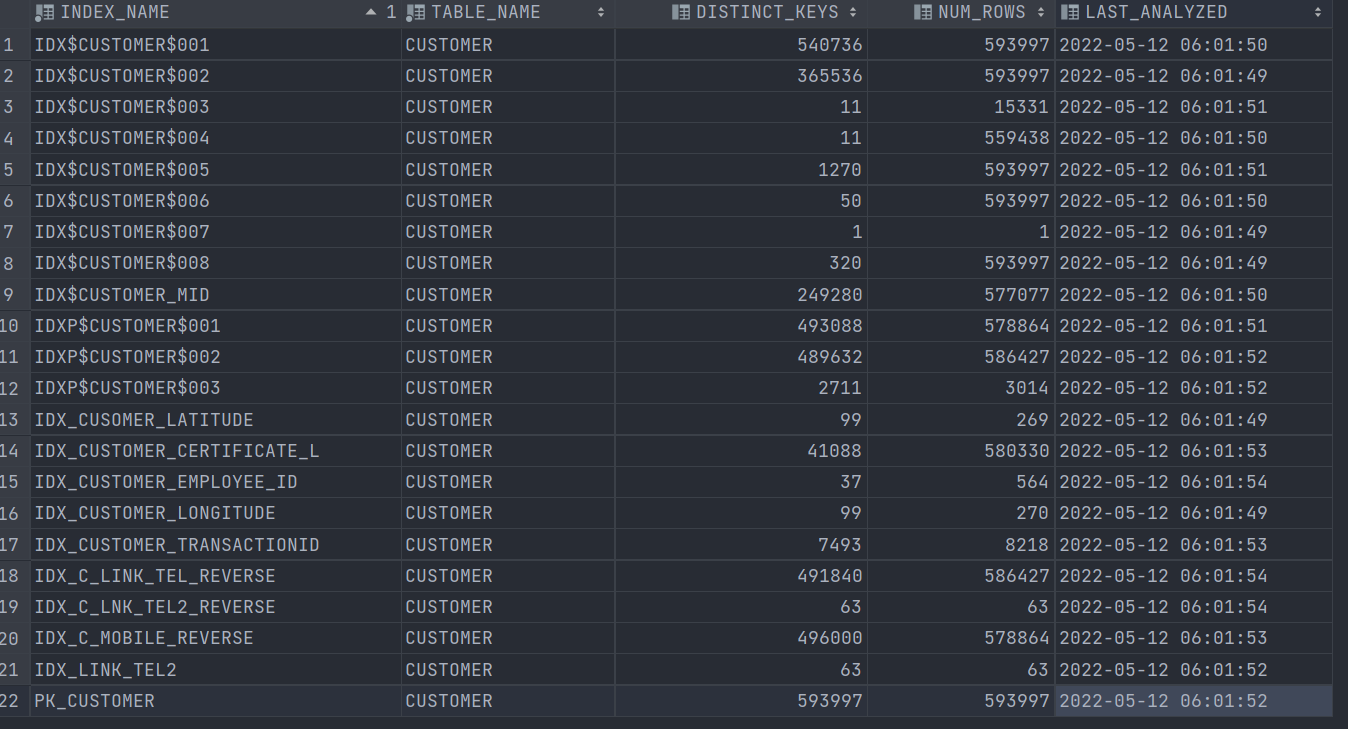 INDEX_NAME 1 TABLE_NAME DISTINCT_KEYS NUM_ROWS LAST_ANALYZED
1 IDX$CUSTOMER$001 CUSTOMER 540736 593997 2022-05-12 06:01:50
2 IDX$CUSTOMER$002 CUSTOMER 365536 593997 2022-05-12 06:01:49
3 IDX$CUSTOMER$003 CUSTOMER 11 15331 2022-05-12 06:01:51
4 IDX$CUSTOMER$004 CUSTOMER 11 559438 2022-05-12 06:01:50
5 IDX$CUSTOMER$005 CUSTOMER 1270 593997 2022-05-12 06:01:51
6 IDX$CUSTOMER$006 CUSTOMER 50 593997 2022-05-12 06:01:50
7 IDX$CUSTOMER$007 CUSTOMER 1 1 2022-05-12 06:01:49
8 IDX$CUSTOMER$008 CUSTOMER 320 593997 2022-05-12 06:01:49
9 IDX$CUSTOMER_MID CUSTOMER 249280 577077 2022-05-12 06:01:50
10 IDXP$CUSTOMER$001 CUSTOMER 493088 578864 2022-05-12 06:01:51
11 IDXP$CUSTOMER$002 CUSTOMER 489632 586427 2022-05-12 06:01:52
12 IDXP$CUSTOMER$003 CUSTOMER 2711 3014 2022-05-12 06:01:52
13 IDX_CUSOMER_LATITUDE CUSTOMER 99 269 2022-05-12 06:01:49
14 IDX_CUSTOMER_CERTIFICATE_L CUSTOMER 41088 580330 2022-05-12 06:01:53
15 IDX_CUSTOMER_EMPLOYEE_ID CUSTOMER 37 564 2022-05-12 06:01:54
16 IDX_CUSTOMER_LONGITUDE CUSTOMER 99 270 2022-05-12 06:01:49
17 IDX_CUSTOMER_TRANSACTIONID CUSTOMER 7493 8218 2022-05-12 06:01:53
18 IDX_C_LINK_TEL_REVERSE CUSTOMER 491840 586427 2022-05-12 06:01:54
19 IDX_C_LNK_TEL2_REVERSE CUSTOMER 63 63 2022-05-12 06:01:54
20 IDX_C_MOBILE_REVERSE CUSTOMER 496000 578864 2022-05-12 06:01:53
21 IDX_LINK_TEL2 CUSTOMER 63 63 2022-05-12 06:01:52
22 PK_CUSTOMER CUSTOMER 593997 593997 2022-05-12 06:01:52